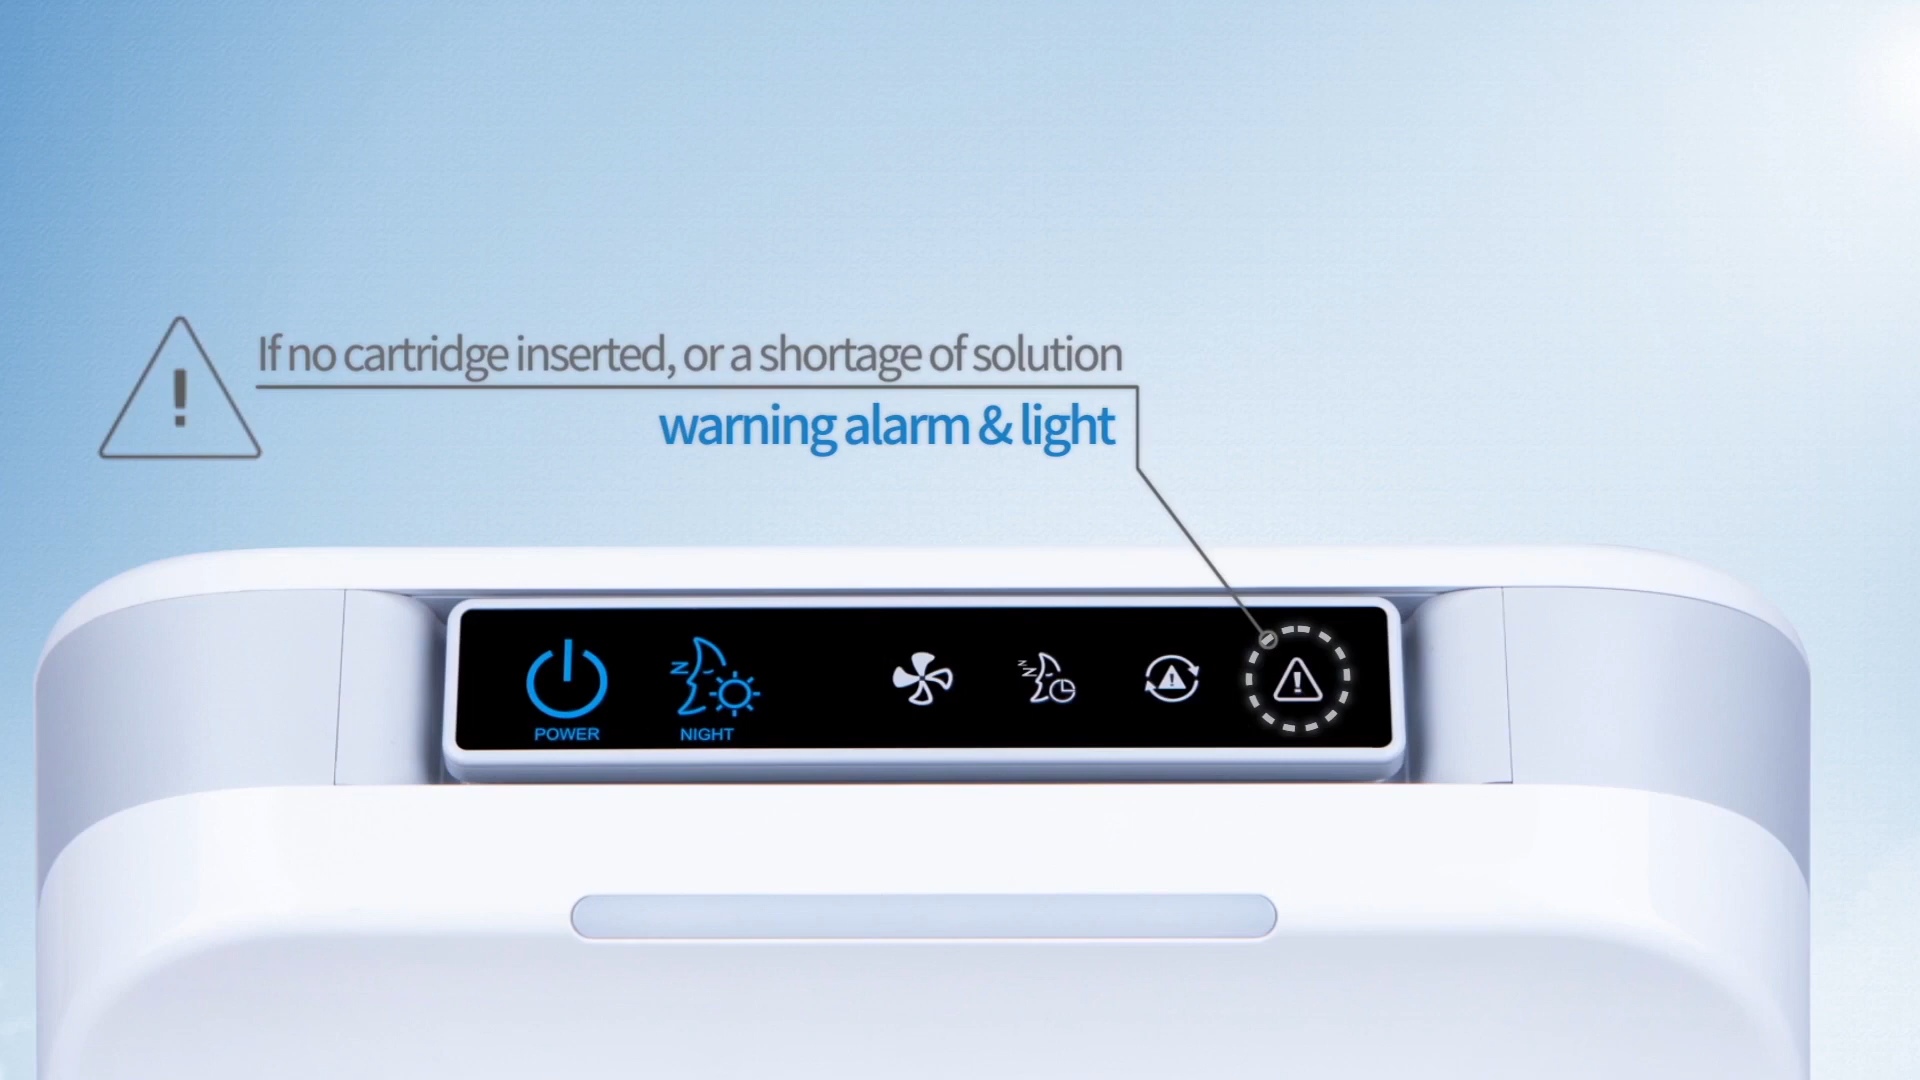 If no cartridge inserted, or a shortage of solution
warning alarm & light
POWER
NIGHT